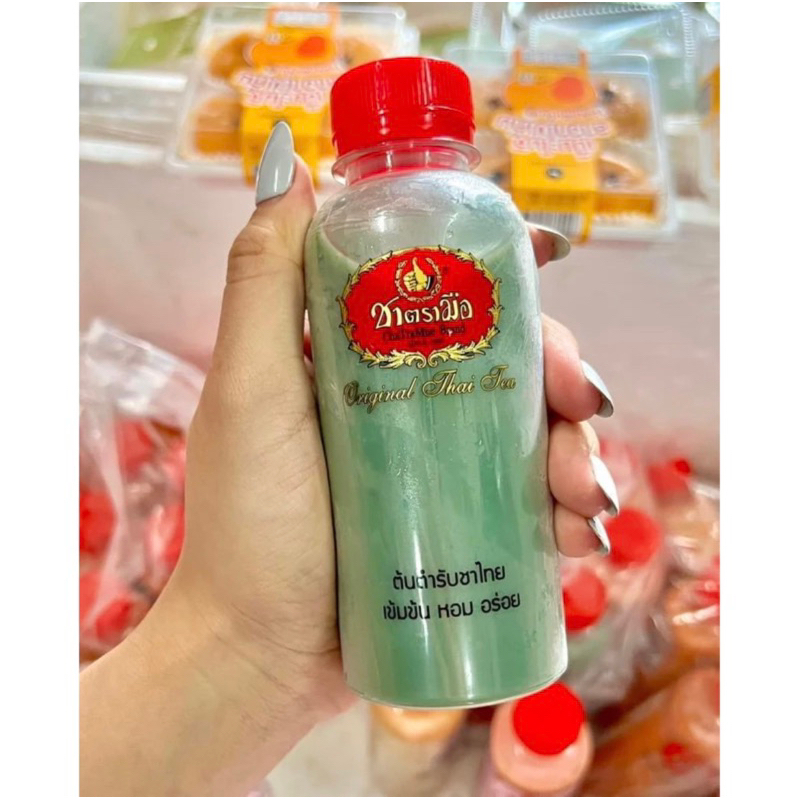 ชาตรามือ
ChaTraMue Brand
Original Thai Tea
ต้นตำรับชาไทย
เข้มข้น หอม อร่อย